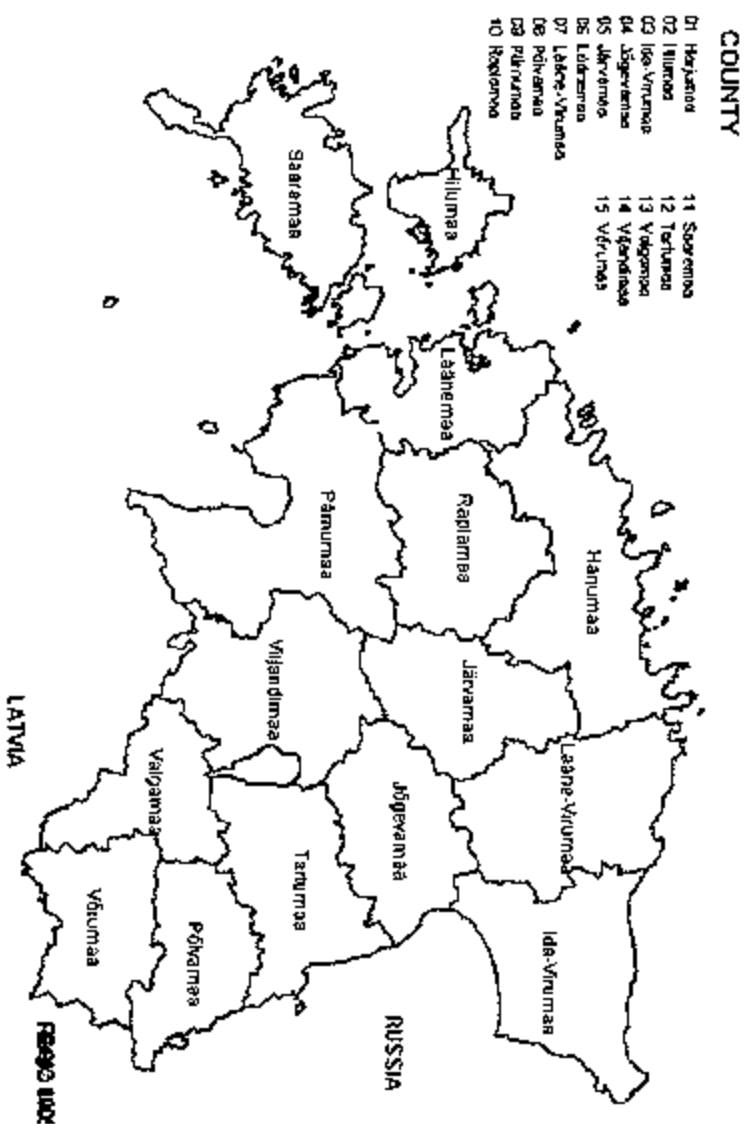 COUNTY
01 Harjumaa
02 Hiiumaa
03 Ida-Virumaa
04 Jõgevamaa
05 Järvamaa
06 Läänemaa
07 Lääne-Virumaa
08 Põlvamaa
09 Pärnumaa
10 Raplamaa
11 Saaremaa
12 Tartumaa
13 Valgamaa
14 Viljandimaa
15 Võrumaa
Hiiumaa
Saaremaa
Läänemaa
Harjumaa
Raplamaa
Pärnumaa
Järvamaa
Viljandimaa
Lääne-Virumaa
Jõgevamaa
Valgamaa
Tartumaa
Ida-Virumaa
Põlvamaa
Võrumaa
RUSSIA
LATVIA